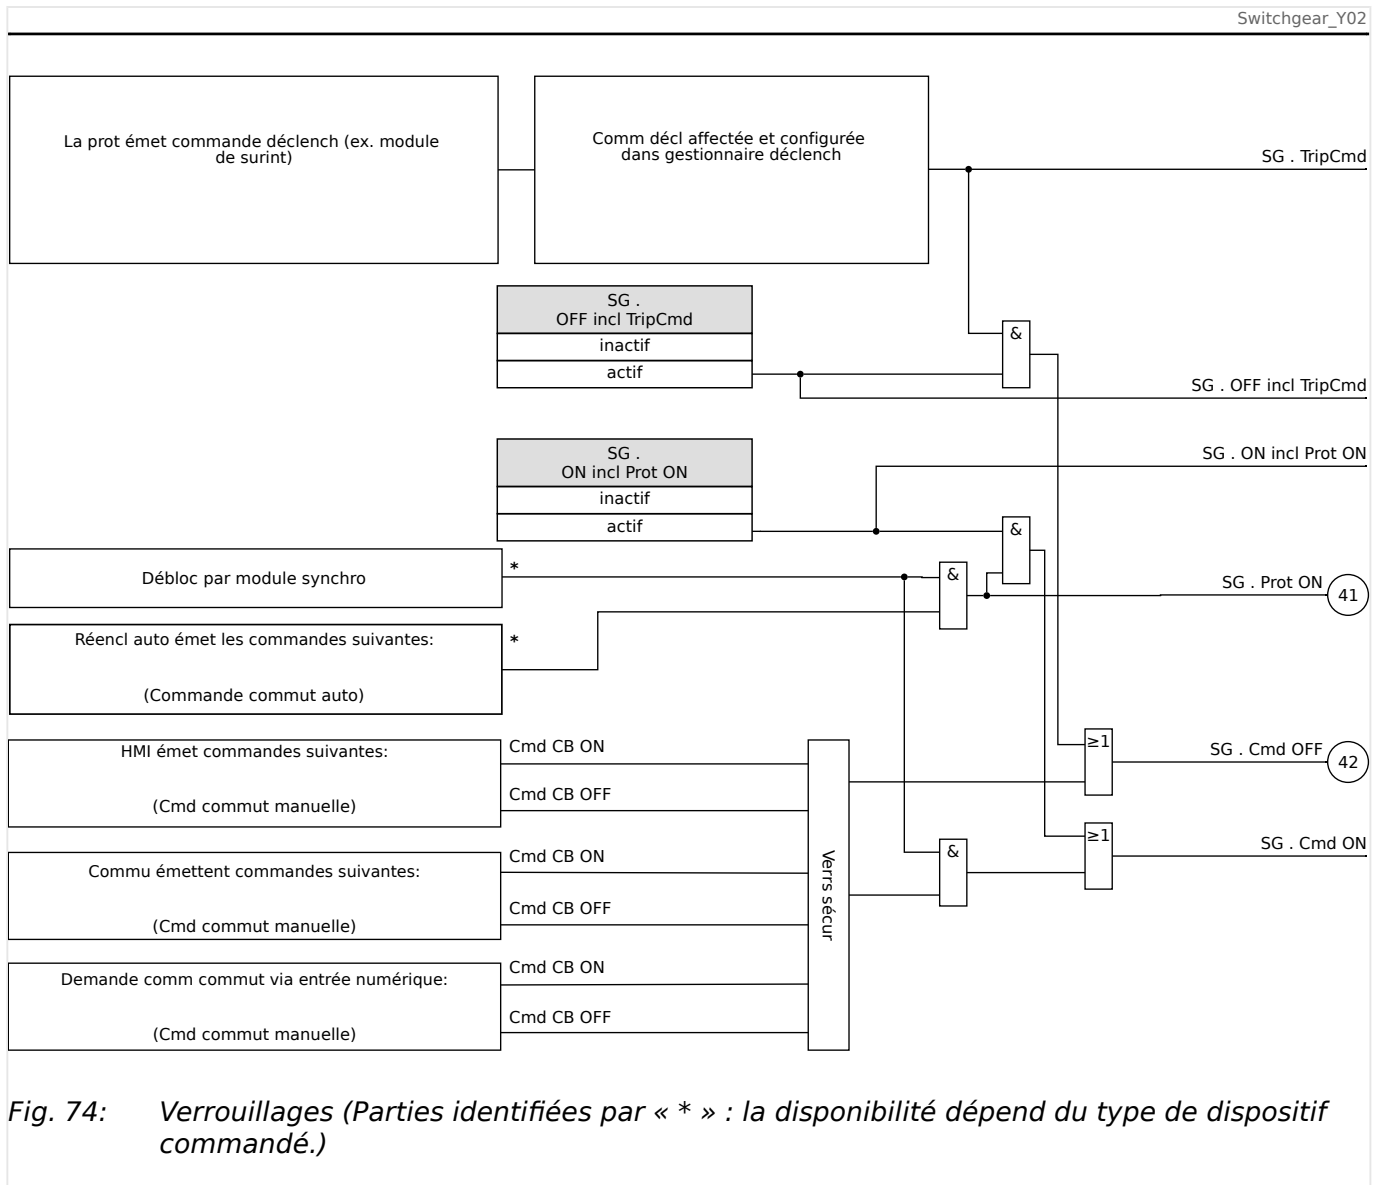 Switchgear_Y02
La prot émet commande déclench (ex. module
de surint)
Comm décl affectée et configurée
dans gestionnaire déclench
SG . TripCmd
SG .
OFF incl TripCmd
inactif
actif
&
SG . OFF incl TripCmd
SG .
ON incl Prot ON
inactif
actif
SG . ON incl Prot ON
&
Débloc par module synchro
*
&
SG . Prot ON
41
Réencl auto émet les commandes suivantes:
(Commande commut auto)
*
HMI émet commandes suivantes:
(Cmd commut manuelle)
Cmd CB ON
Cmd CB OFF
≥1
SG . Cmd OFF
42
Commu émettent commandes suivantes:
(Cmd commut manuelle)
Cmd CB ON
Cmd CB OFF
Verrs sécur
&
≥1
SG . Cmd ON
Demande comm commut via entrée numérique:
(Cmd commut manuelle)
Cmd CB ON
Cmd CB OFF
Fig. 74: Verrouillages (Parties identifiées par « * » : la disponibilité dépend du type de dispositif
commandé.)